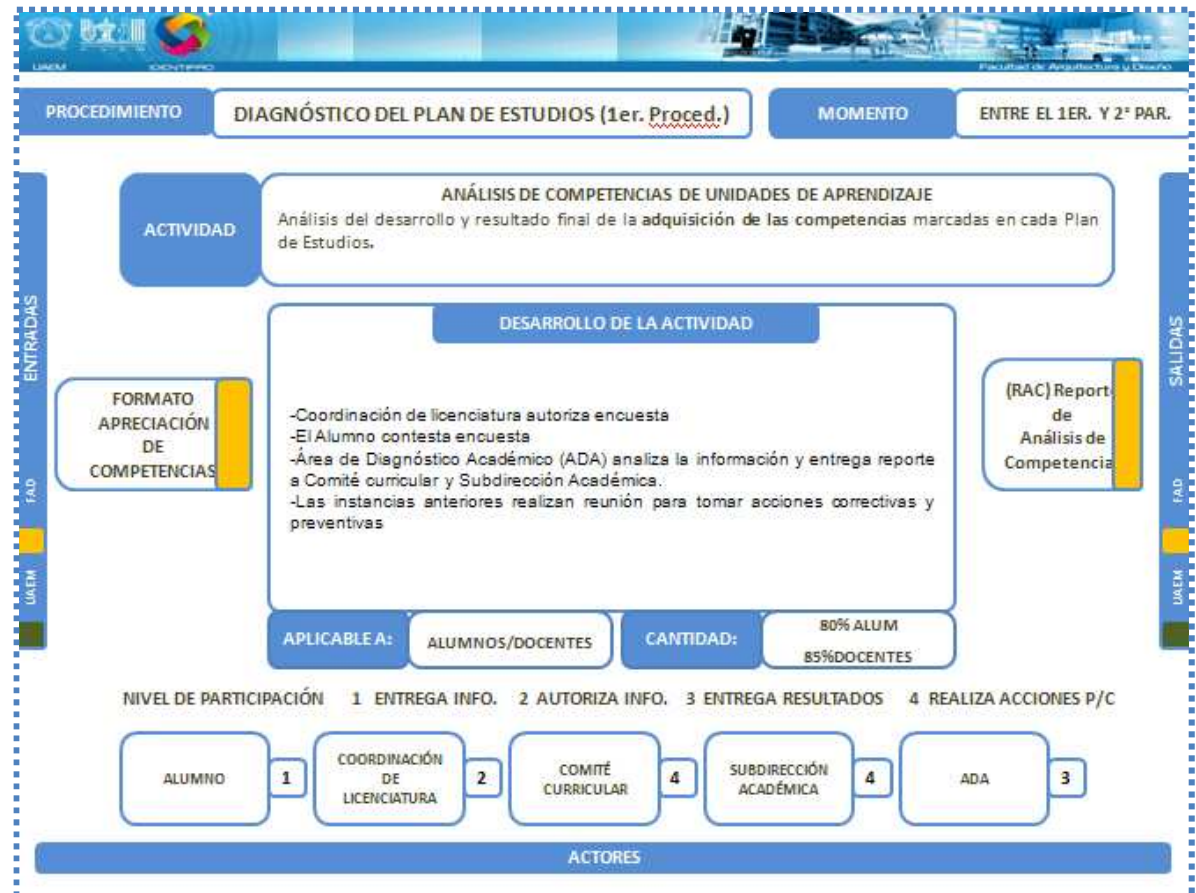 UAEM
IDENTIFAD
Facultad de Arquitectura y Diseño
PROCEDIMIENTO
DIAGNÓSTICO DEL PLAN DE ESTUDIOS (1er. Proced.)
MOMENTO
ENTRE EL 1ER. Y 2° PAR.
ACTIVIDAD
ANÁLISIS DE COMPETENCIAS DE UNIDADES DE APRENDIZAJE
Análisis del desarrollo y resultado final de la adquisición de las competencias marcadas en cada Plan
de Estudios.
ENTRADAS
FAD
UAEM
FORMATO
APRECIACIÓN
DE
COMPETENCIAS
DESARROLLO DE LA ACTIVIDAD
-Coordinación de licenciatura autoriza encuesta
-El Alumno contesta encuesta
-Área de Diagnóstico Académico (ADA) analiza la información y entrega reporte
a Comité curricular y Subdirección Académica.
-Las instancias anteriores realizan reunión para tomar acciones correctivas y
preventivas
(RAC) Report
de
Análisis de
Competencia
SALIDAS
FAD
UAEM
APLICABLE A:
ALUMNOS/DOCENTES
CANTIDAD:
80% ALUM
85%DOCENTES
NIVEL DE PARTICIPACIÓN 1 ENTREGA INFO. 2 AUTORIZA INFO. 3 ENTREGA RESULTADOS 4 REALIZA ACCIONES P/C
ALUMNO
1
COORDINACIÓN
DE
LICENCIATURA
2
COMITÉ
CURRICULAR
4
SUBDIRECCIÓN
ACADÉMICA
4
ADA
3
ACTORES